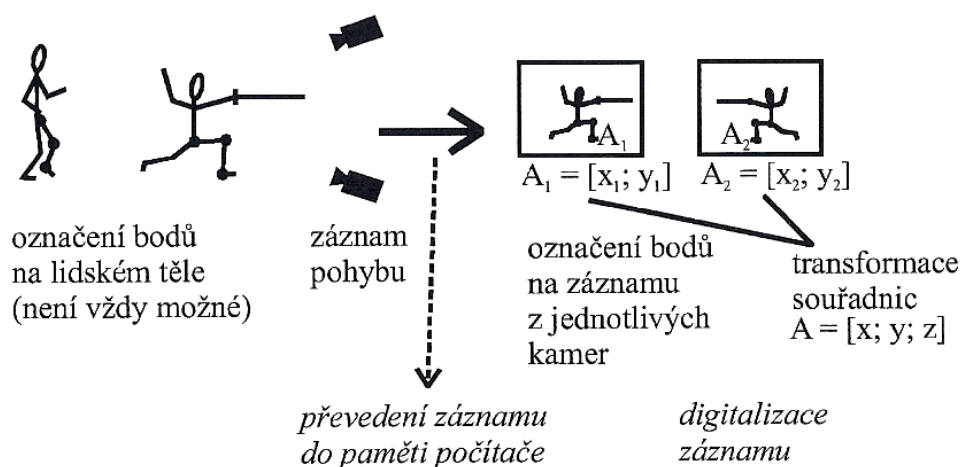 A₁
A₂
A₁ = [x₁; y₁]
A₂ = [x₂; y₂]
označení bodů
na lidském těle
(není vždy možné)
záznam
pohybu
označení bodů
na záznamu
z jednotlivých
kamer
transformace
souřadnic
A = [x; y; z]
převedení záznamu
do paměti počítače
digitalizace
záznamu